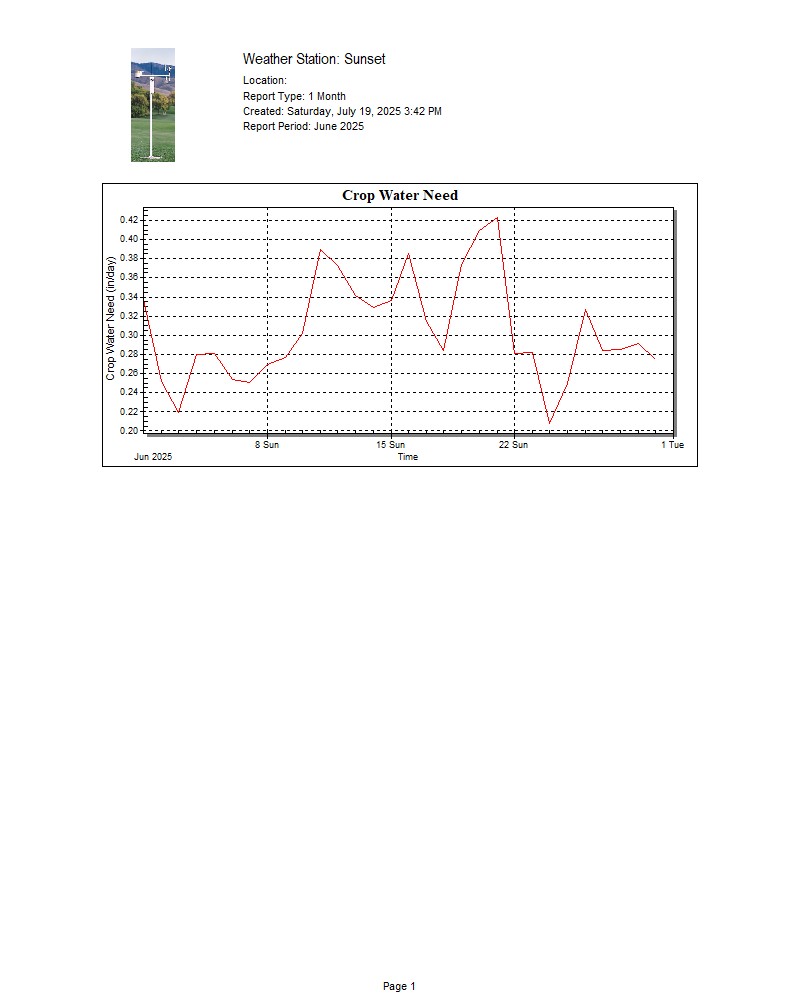 Weather Station: Sunset
Location:
Report Type: 1 Month
Created: Saturday, July 19, 2025 3:42 PM
Report Period: June 2025
Crop Water Need
Crop Water Need (in/day)
0.42
0.40
0.38
0.36
0.34
0.32
0.30
0.28
0.26
0.24
0.22
0.20
8 Sun 15 Sun 22 Sun 1 Tue
Jun 2025 Time
Page 1